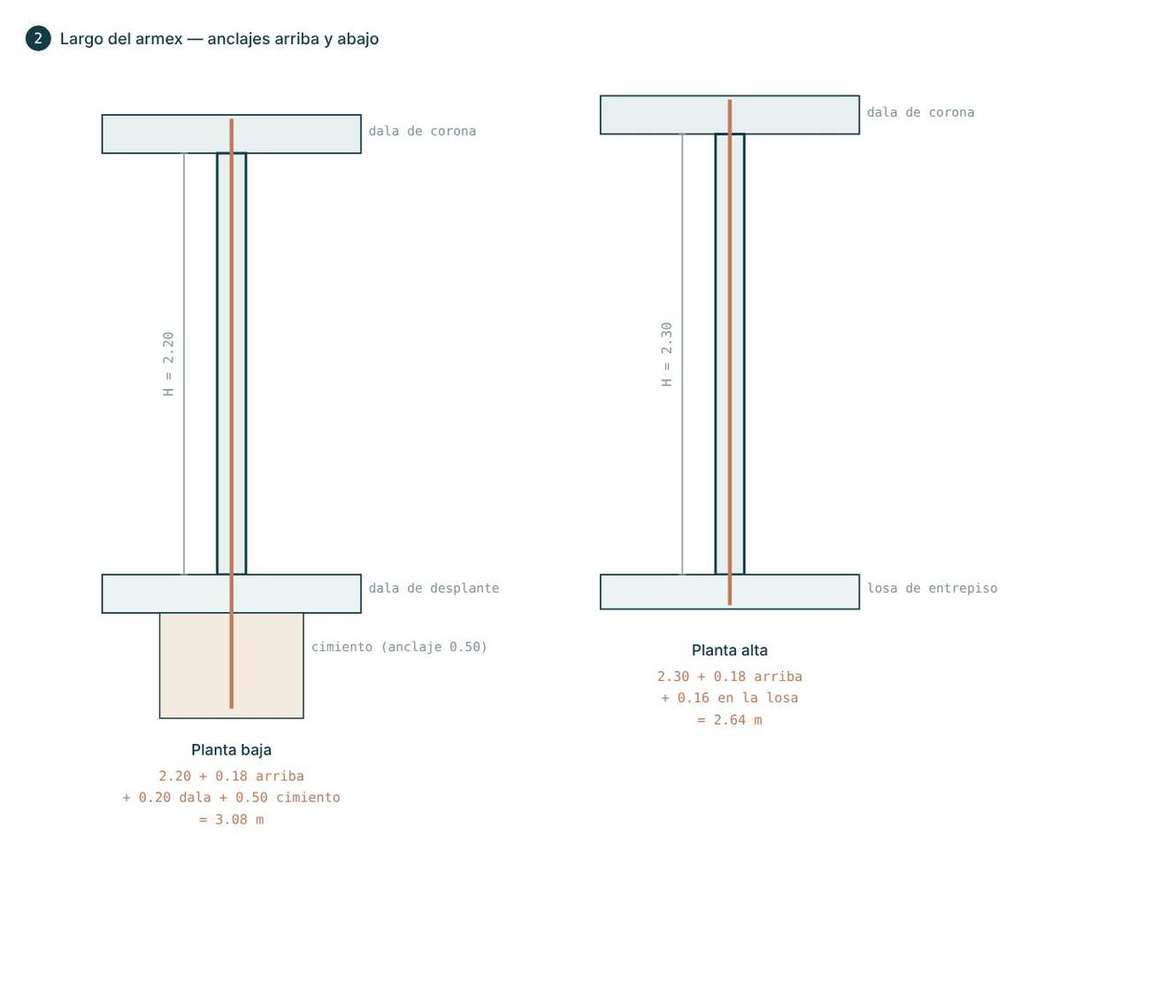 2 Largo del armex — anclajes arriba y abajo
dala de corona
H = 2.20
dala de desplante
cimiento (anclaje 0.50)
Planta baja
2.20 + 0.18 arriba
+ 0.20 dala + 0.50 cimiento
= 3.08 m
dala de corona
H = 2.30
losa de entrepiso
Planta alta
2.30 + 0.18 arriba
+ 0.16 en la losa
= 2.64 m